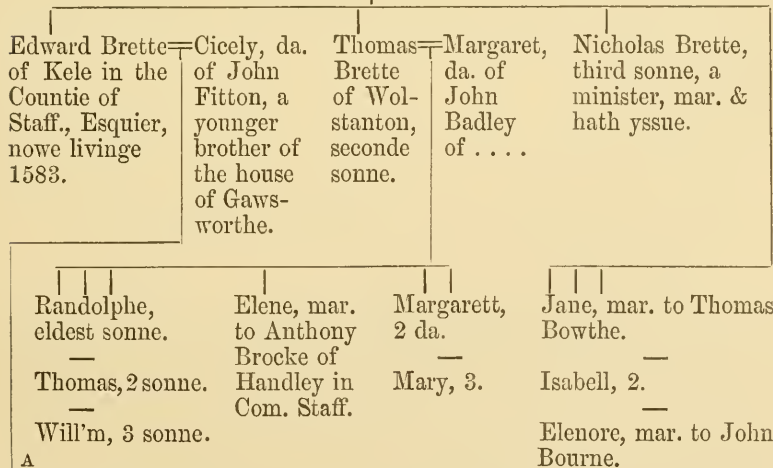 Edward Brette
of Kele in the
Countie of
Staff., Esquier,
nowe livinge
1583.
Cicely, da.
of John
Fitton, a
younger
brother of
the house
of Gaws-
worthe.
Thomas
Brette
of Wol-
stanton,
seconde
sonne.
Margaret,
da. of
John
Badley
of . . . .
Nicholas Brette,
third sonne, a
minister, mar. &
hath yssue.
Randolphe,
eldest sonne.
—
Thomas, 2 sonne.
—
Will'm, 3 sonne.
Elene, mar.
to Anthony
Brocke of
Handley in
Com. Staff.
Margarett,
2 da.
—
Mary, 3.
Jane, mar. to Thomas
Bowthe.
—
Isabell, 2.
—
Elenore, mar. to John
Bourne.
A